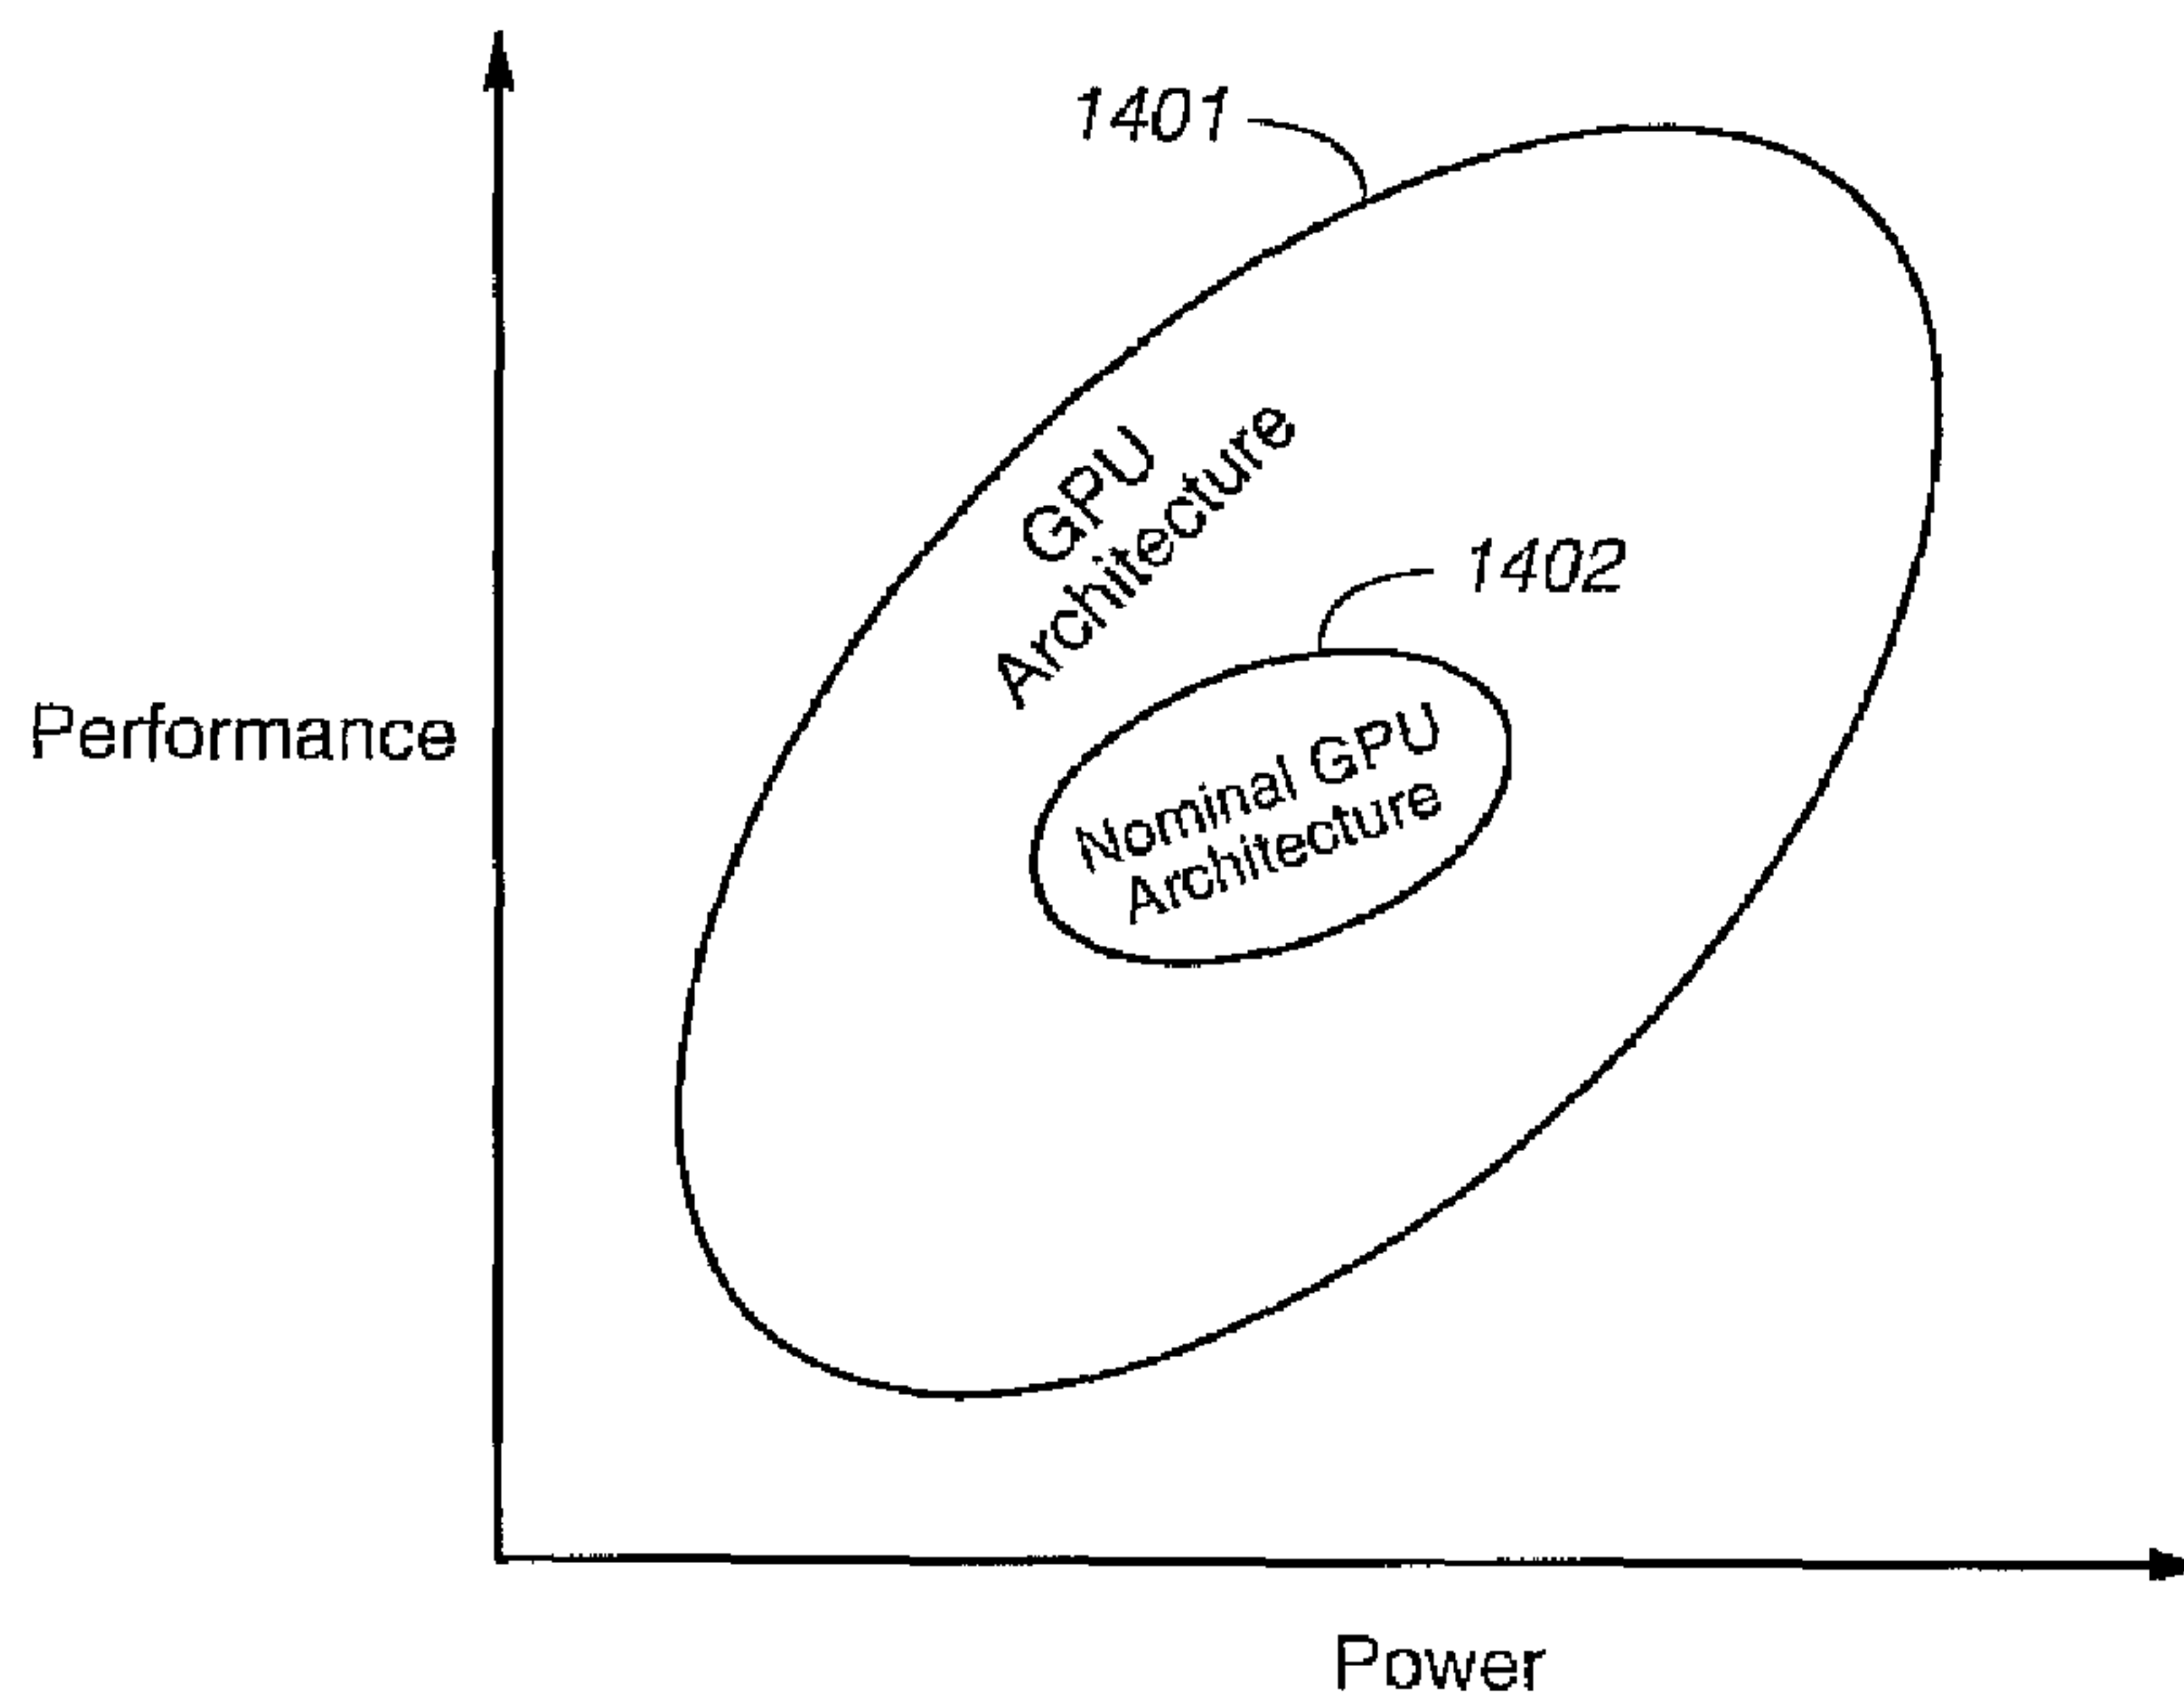 1401
GPU
Architecture
1402
Performance
Nominal GPU
Architecture
Power